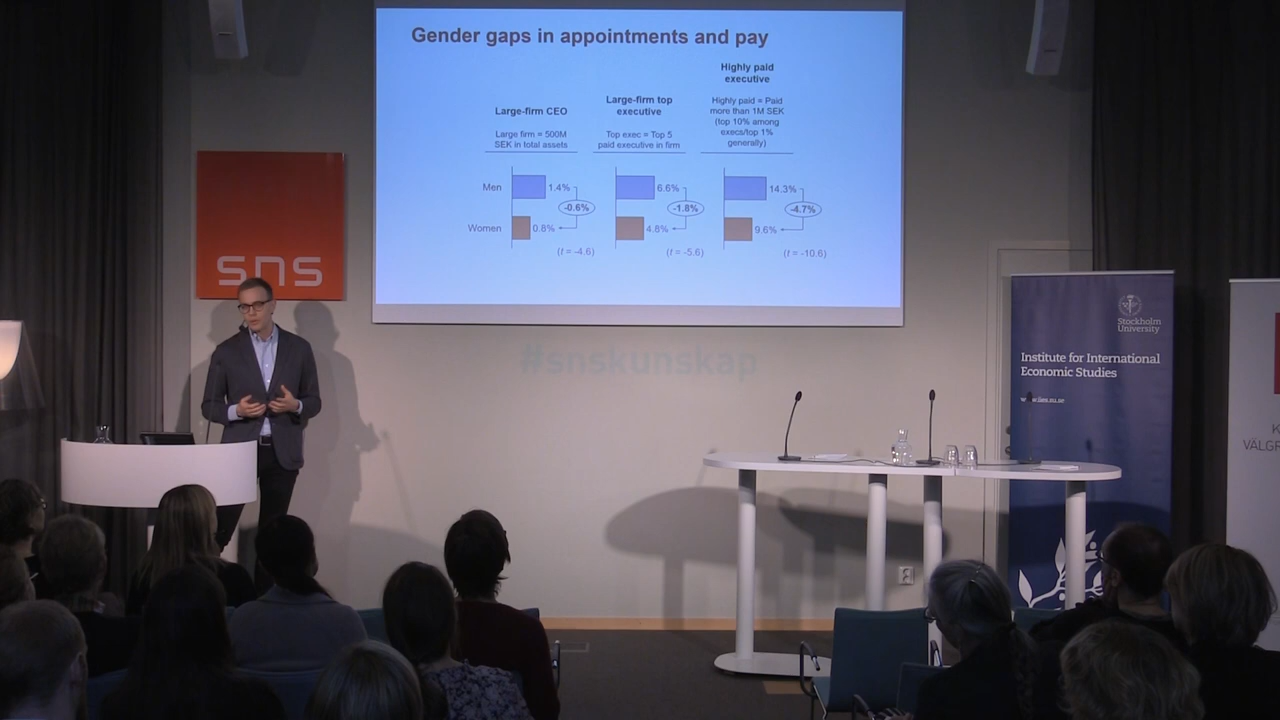 Gender gaps in appointments and pay
Large-firm CEO
Large firm = 500M
SEK in total assets
Large-firm top
executive
Top exec = Top 5
paid executive in firm
Highly paid
executive
Highly paid = Paid
more than 1M SEK
(top 10% among
execs/top 1%
generally)
Men
1.4%
-0.6%
Women
0.8%
(t = -4.6)
6.6%
-1.8%
4.8%
(t = -5.6)
14.3%
-4.7%
9.6%
(t = -10.6)
sns
#snskunskap
Stockholm
University
Institute for International
Economic Studies
K
VÄLGR